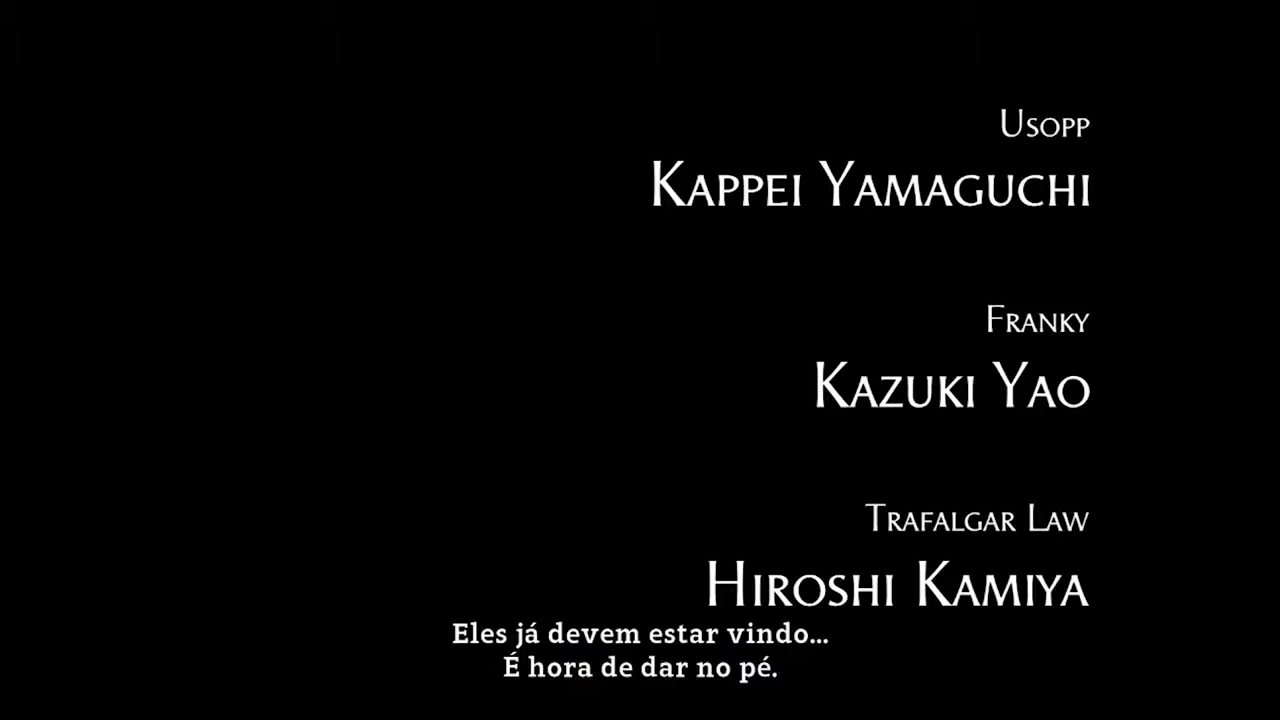 Usopp
Kappei Yamaguchi
Franky
Kazuki Yao
Trafalgar Law
Hiroshi Kamiya
Eles já devem estar vindo...
É hora de dar no pé.